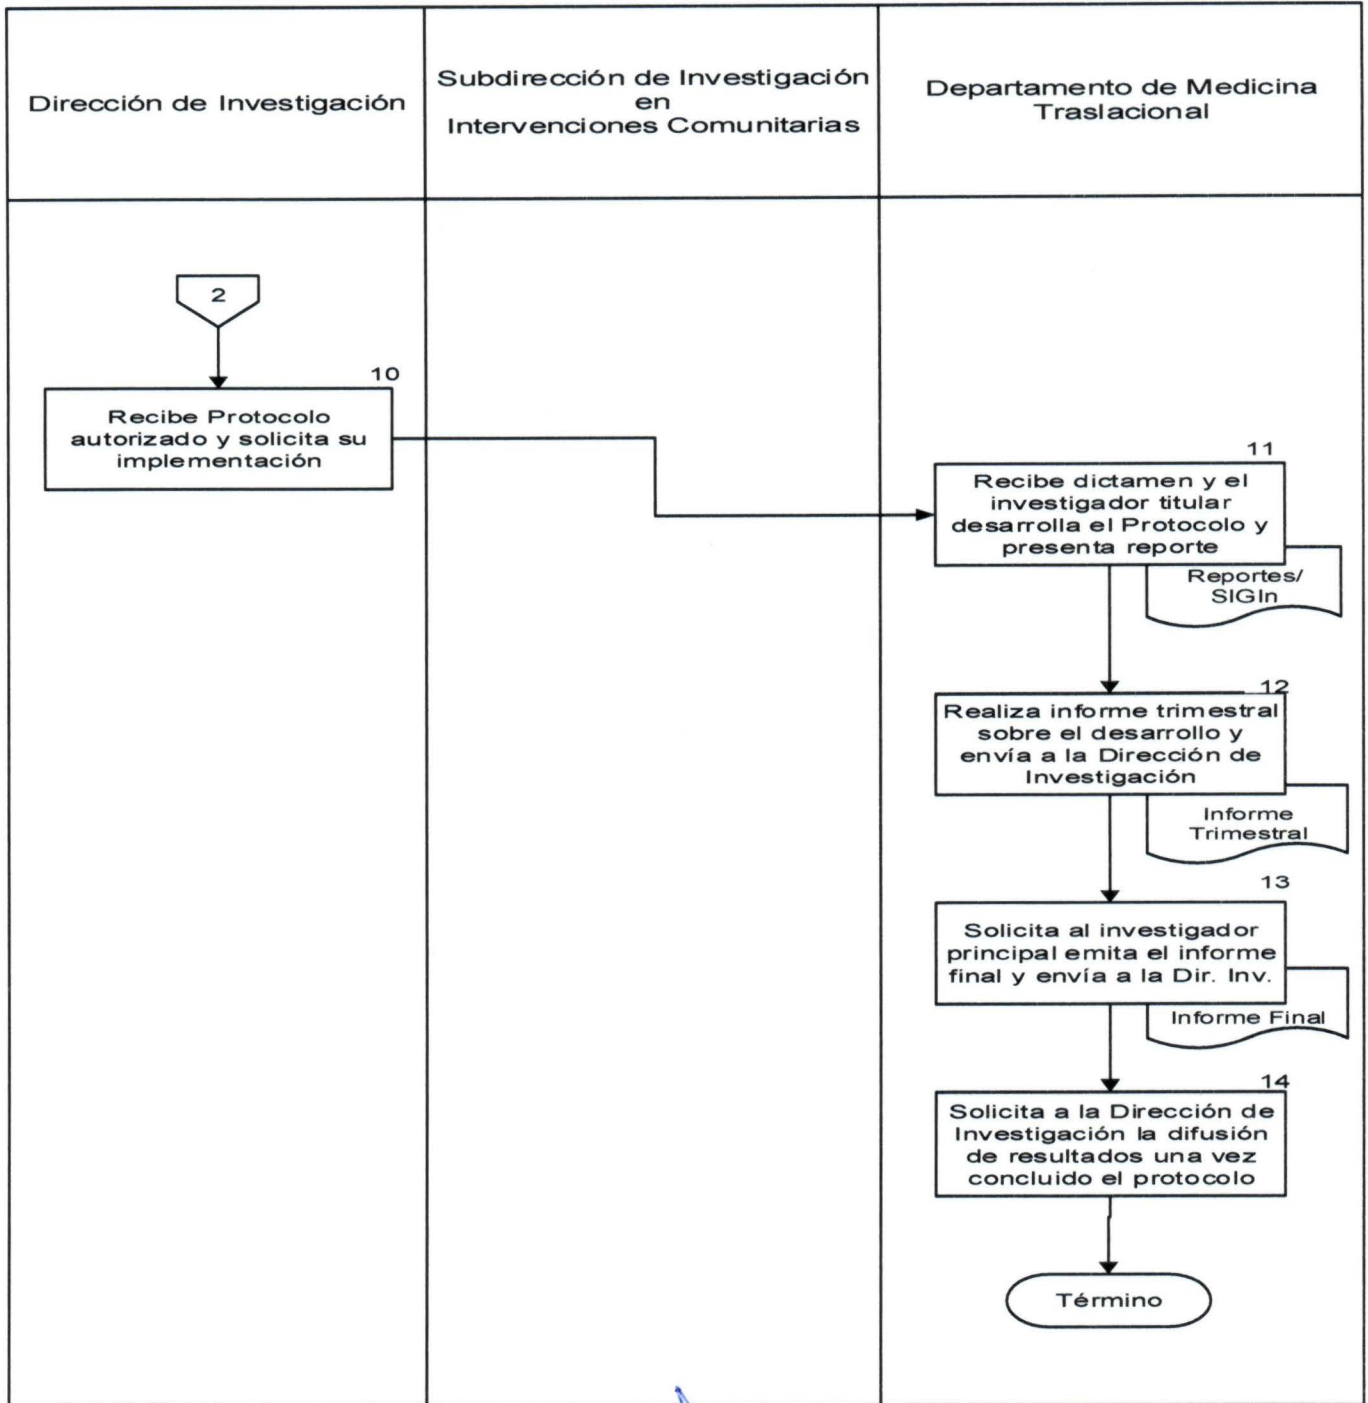 Dirección de Investigación
Subdirección de Investigación
en
Intervenciones Comunitarias
Departamento de Medicina
Traslacional
2
10
Recibe Protocolo
autorizado y solicita su
implementación
11
Recibe dictamen y el
investigador titular
desarrolla el Protocolo y
presenta reporte
Reportes/
SIGIn
12
Realiza informe trimestral
sobre el desarrollo y
envía a la Dirección de
Investigación
Informe
Trimestral
13
Solicita al investigador
principal emita el informe
final y envía a la Dir. Inv.
Informe Final
14
Solicita a la Dirección de
Investigación la difusión
de resultados una vez
concluido el protocolo
Término